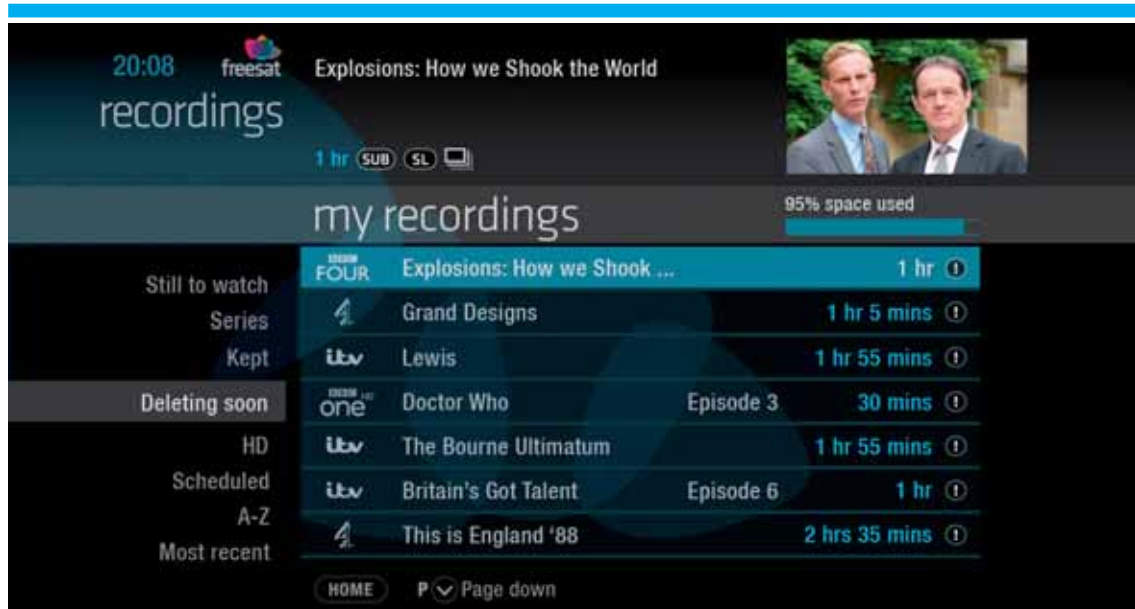 20:08 freesat
recordings
Explosions: How we Shook the World
1 hr SUB SL
my recordings
95% space used
Still to watch
Series
Kept
Deleting soon
HD
Scheduled
A-Z
Most recent
BBC FOUR Explosions: How we Shook ... 1 hr
4 Grand Designs 1 hr 5 mins
itv Lewis 1 hr 55 mins
BBC one HD Doctor Who Episode 3 30 mins
itv The Bourne Ultimatum 1 hr 55 mins
itv Britain's Got Talent Episode 6 1 hr
4 This is England ‘88 2 hrs 35 mins
HOME P Page down